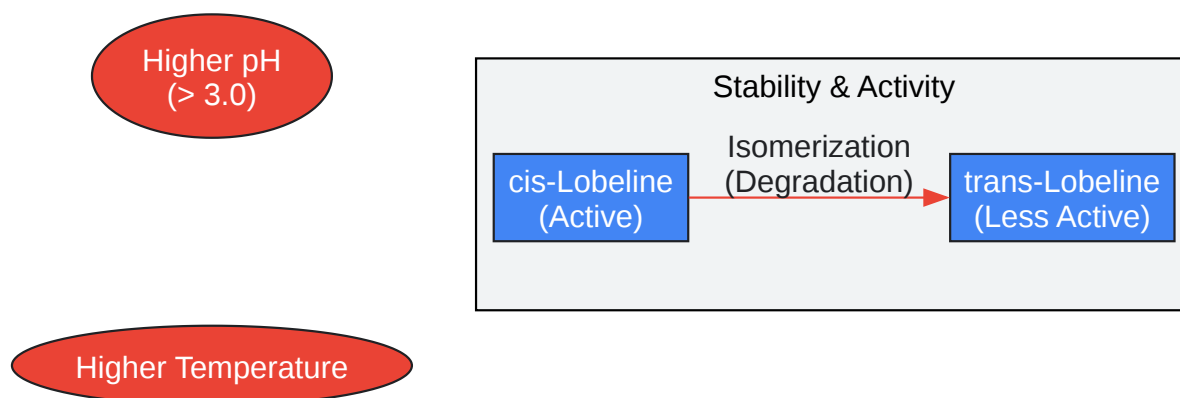 Higher pH
(> 3.0)
Stability & Activity
Isomerization
(Degradation)
cis-Lobeline
(Active)
trans-Lobeline
(Less Active)
Higher Temperature